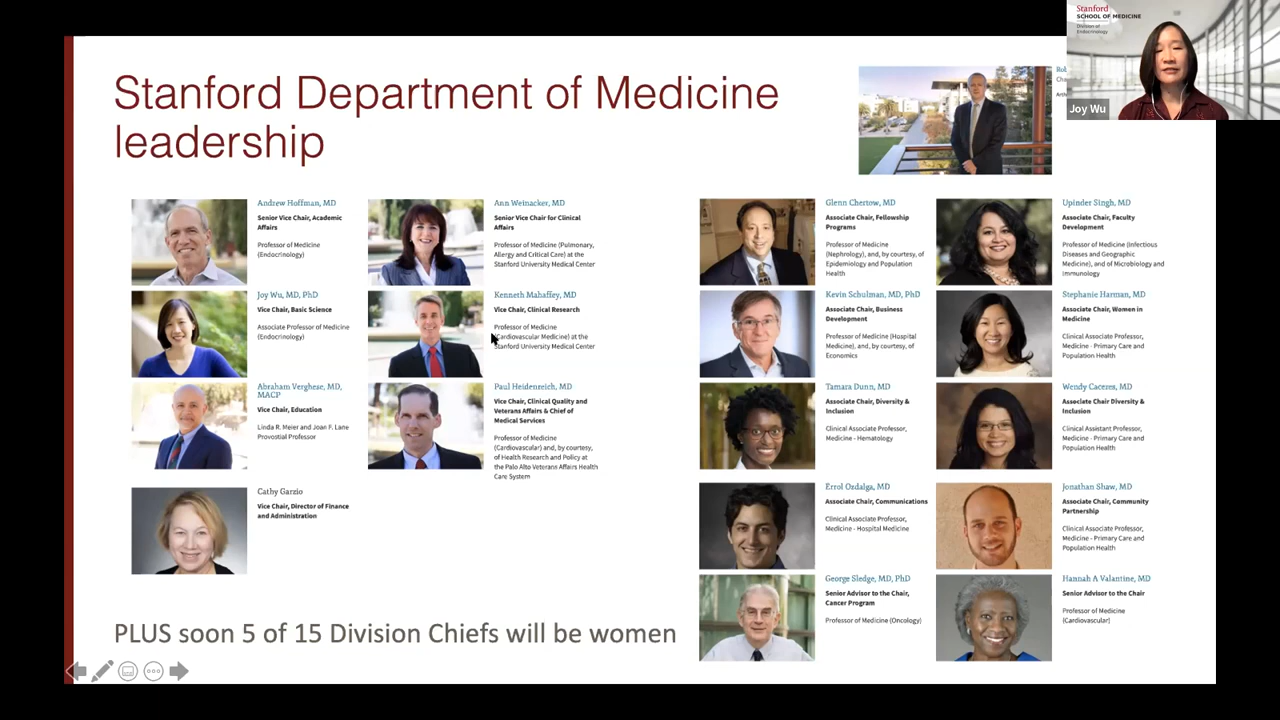 Stanford
SCHOOL OF MEDICINE
Division of
Endocrinology
Joy Wu
Stanford Department of Medicine
leadership
Andrew Hoffman, MD
Senior Vice Chair, Academic
Affairs
Professor of Medicine
(Endocrinology)
Ann Weinacker, MD
Senior Vice Chair for Clinical
Affairs
Professor of Medicine (Pulmonary,
Allergy and Critical Care) at the
Stanford University Medical Center
Glenn Chertow, MD
Associate Chair, Fellowship
Programs
Professor of Medicine
(Nephrology), and, by courtesy, of
Epidemiology and Population
Health
Upinder Singh, MD
Associate Chair, Faculty
Development
Professor of Medicine (Infectious
Diseases and Geographic
Medicine), and of Microbiology and
Immunology
Joy Wu, MD, PhD
Vice Chair, Basic Science
Associate Professor of Medicine
(Endocrinology)
Kenneth Mahaffey, MD
Vice Chair, Clinical Research
Professor of Medicine
(Cardiovascular Medicine) at the
Stanford University Medical Center
Kevin Schulman, MD, PhD
Associate Chair, Business
Development
Professor of Medicine (Hospital
Medicine), and, by courtesy, of
Economics
Stephanie Harman, MD
Associate Chair, Women in
Medicine
Clinical Associate Professor,
Medicine - Primary Care and
Population Health
Abraham Verghese, MD,
MACP
Vice Chair, Education
Linda R. Meier and Joan F. Lane
Provostial Professor
Paul Heidenreich, MD
Vice Chair, Clinical Quality and
Veterans Affairs & Chief of
Medical Services
Professor of Medicine
(Cardiovascular) and, by courtesy,
of Health Research and Policy at
the Palo Alto Veterans Affairs Health
Care System
Tamara Dunn, MD
Associate Chair, Diversity &
Inclusion
Clinical Associate Professor,
Medicine - Hematology
Wendy Caceres, MD
Associate Chair Diversity &
Inclusion
Clinical Assistant Professor,
Medicine - Primary Care and
Population Health
Cathy Garzio
Vice Chair, Director of Finance
and Administration
Errol Ozdalga, MD
Associate Chair, Communications
Clinical Associate Professor,
Medicine - Hospital Medicine
Jonathan Shaw, MD
Associate Chair, Community
Partnership
Clinical Associate Professor,
Medicine - Primary Care and
Population Health
George Sledge, MD, PhD
Senior Advisor to the Chair,
Cancer Program
Professor of Medicine (Oncology)
Hannah A Valantine, MD
Senior Advisor to the Chair
Professor of Medicine
(Cardiovascular)
PLUS soon 5 of 15 Division Chiefs will be women